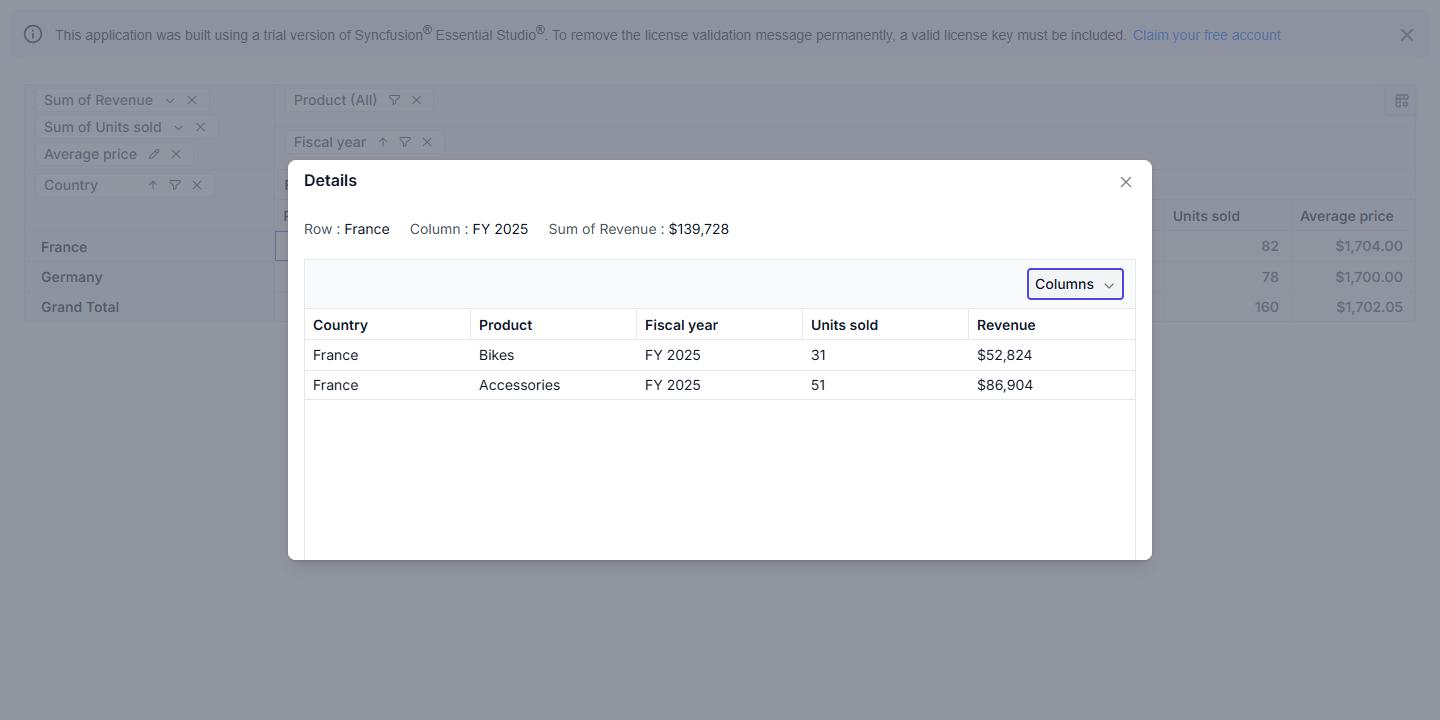 This application was built using a trial version of Syncfusion® Essential Studio®. To remove the license validation message permanently, a valid license key must be included. Claim your free account
Sum of Revenue
Product (All)
Sum of Units sold
Fiscal year
Average price
Country
Units sold
Average price
France
82
$1,704.00
Germany
78
$1,700.00
Grand Total
160
$1,702.05
Details
Row : France
Column : FY 2025
Sum of Revenue : $139,728
Columns
Country
Product
Fiscal year
Units sold
Revenue
France
Bikes
FY 2025
31
$52,824
France
Accessories
FY 2025
51
$86,904